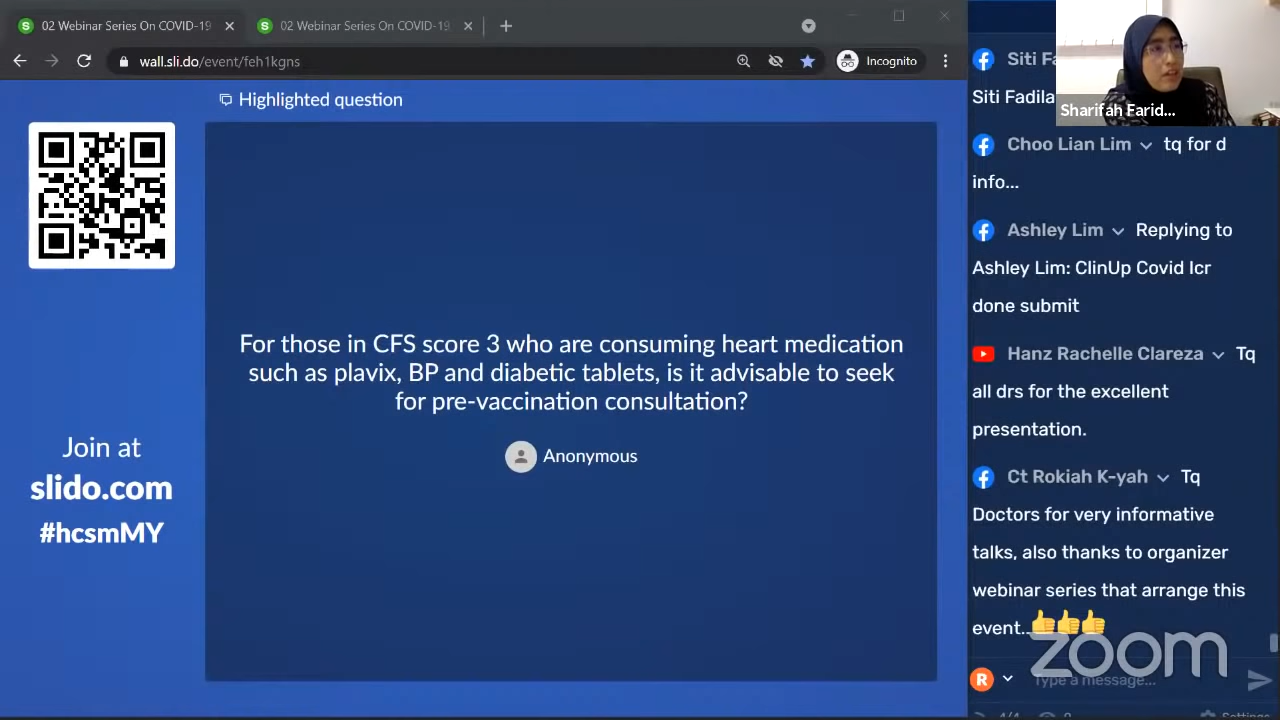 02 Webinar Series On COVID-19
02 Webinar Series On COVID-19
wall.sli.do/event/feh1kgns
Incognito
Highlighted question
For those in CFS score 3 who are consuming heart medication
such as plavix, BP and diabetic tablets, is it advisable to seek
for pre-vaccination consultation?
Anonymous
Join at
slido.com
#hcsmMY
Siti Fa
Siti Fadila
Sharifah Farid...
Choo Lian Lim tq for d
info...
Ashley Lim Replying to
Ashley Lim: ClinUp Covid Icr
done submit
Hanz Rachelle Clareza Tq
all drs for the excellent
presentation.
Ct Rokiah K-yah Tq
Doctors for very informative
talks, also thanks to organizer
webinar series that arrange this
event..👍👍👍
zoom
R
Type a message...
Settings